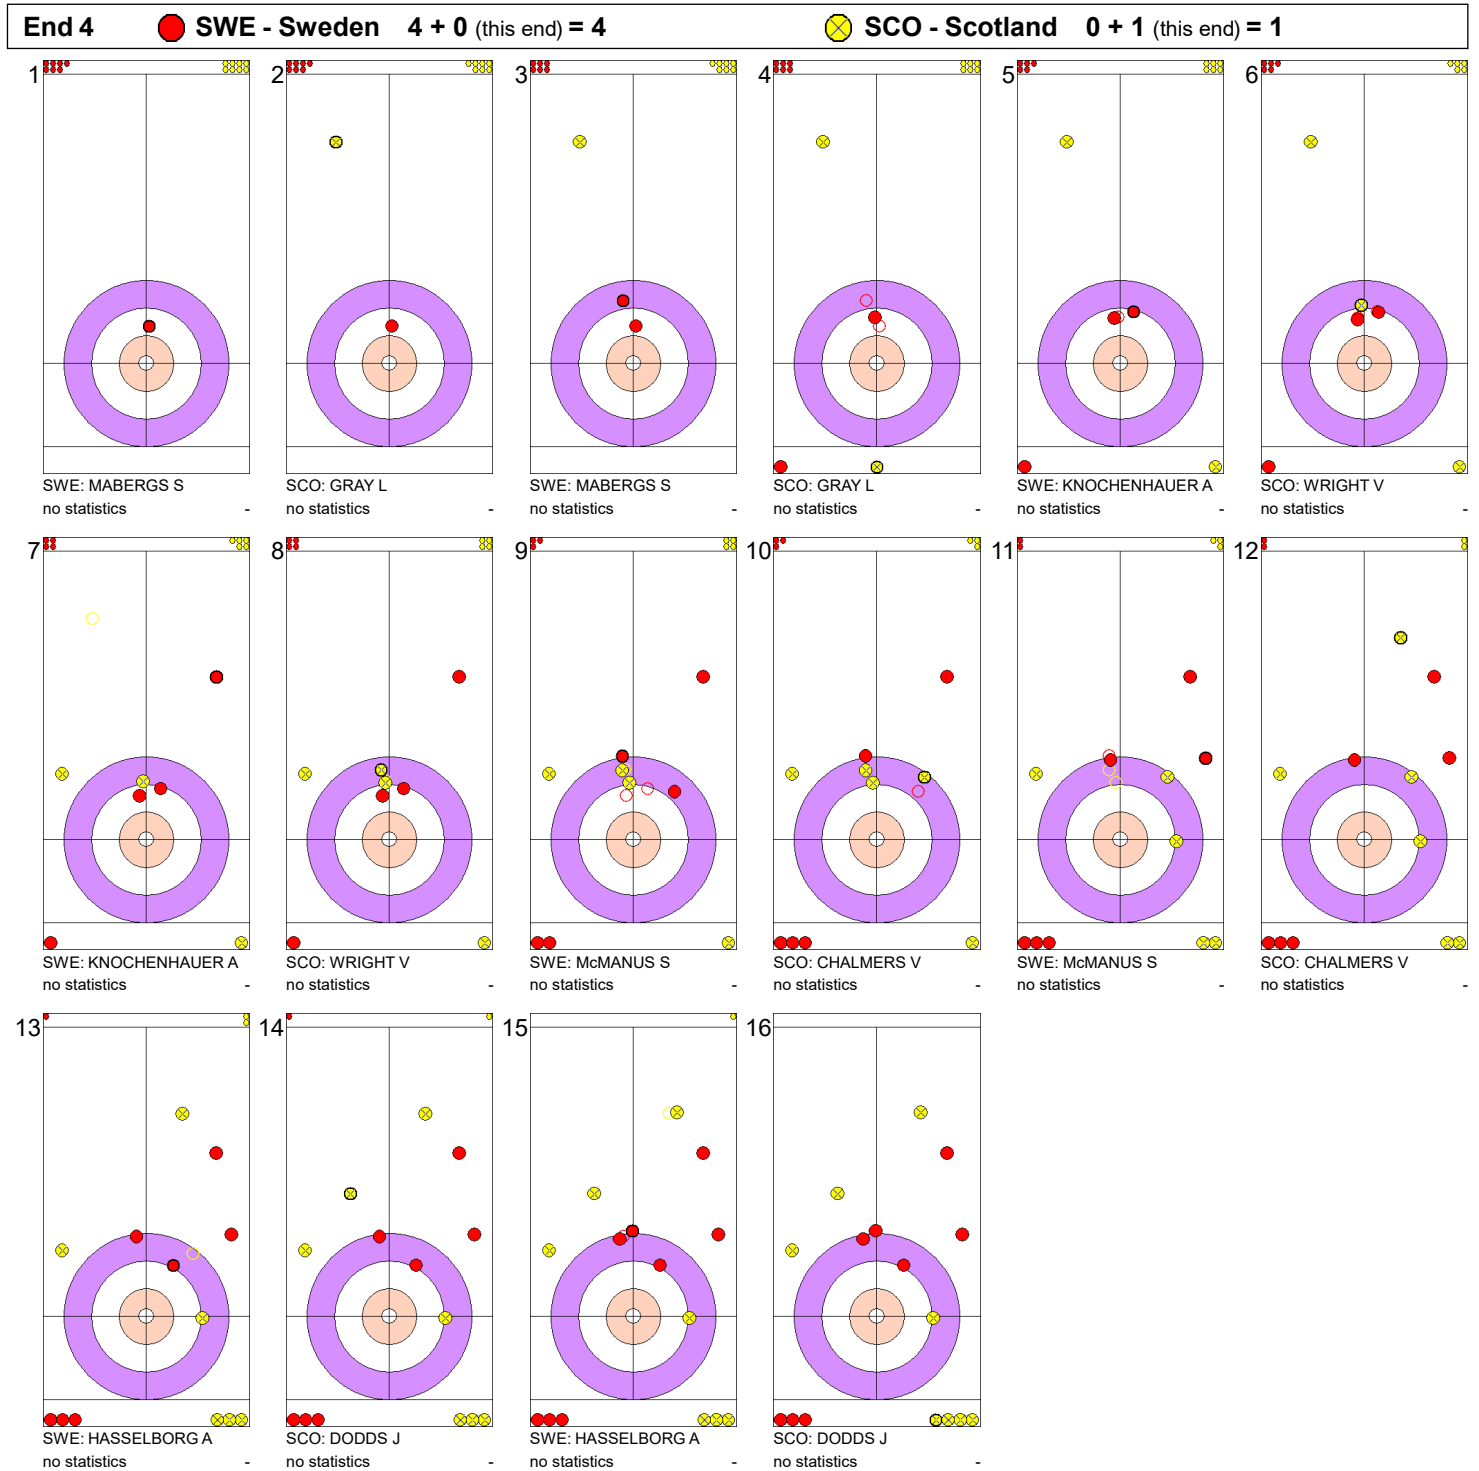 End 4 SWE - Sweden 4 + 0 (this end) = 4 SCO - Scotland 0 + 1 (this end) = 1
1 2 3 4 5 6
SWE: MABERGS S SCO: GRAY L SWE: MABERGS S SCO: GRAY L SWE: KNOCHENHAUER A SCO: WRIGHT V
no statistics - no statistics - no statistics - no statistics - no statistics - no statistics -
7 8 9 10 11 12
SWE: KNOCHENHAUER A SCO: WRIGHT V SWE: McMANUS S SCO: CHALMERS V SWE: McMANUS S SCO: CHALMERS V
no statistics - no statistics - no statistics - no statistics - no statistics - no statistics -
13 14 15 16
SWE: HASSELBORG A SCO: DODDS J SWE: HASSELBORG A SCO: DODDS J
no statistics - no statistics - no statistics - no statistics -